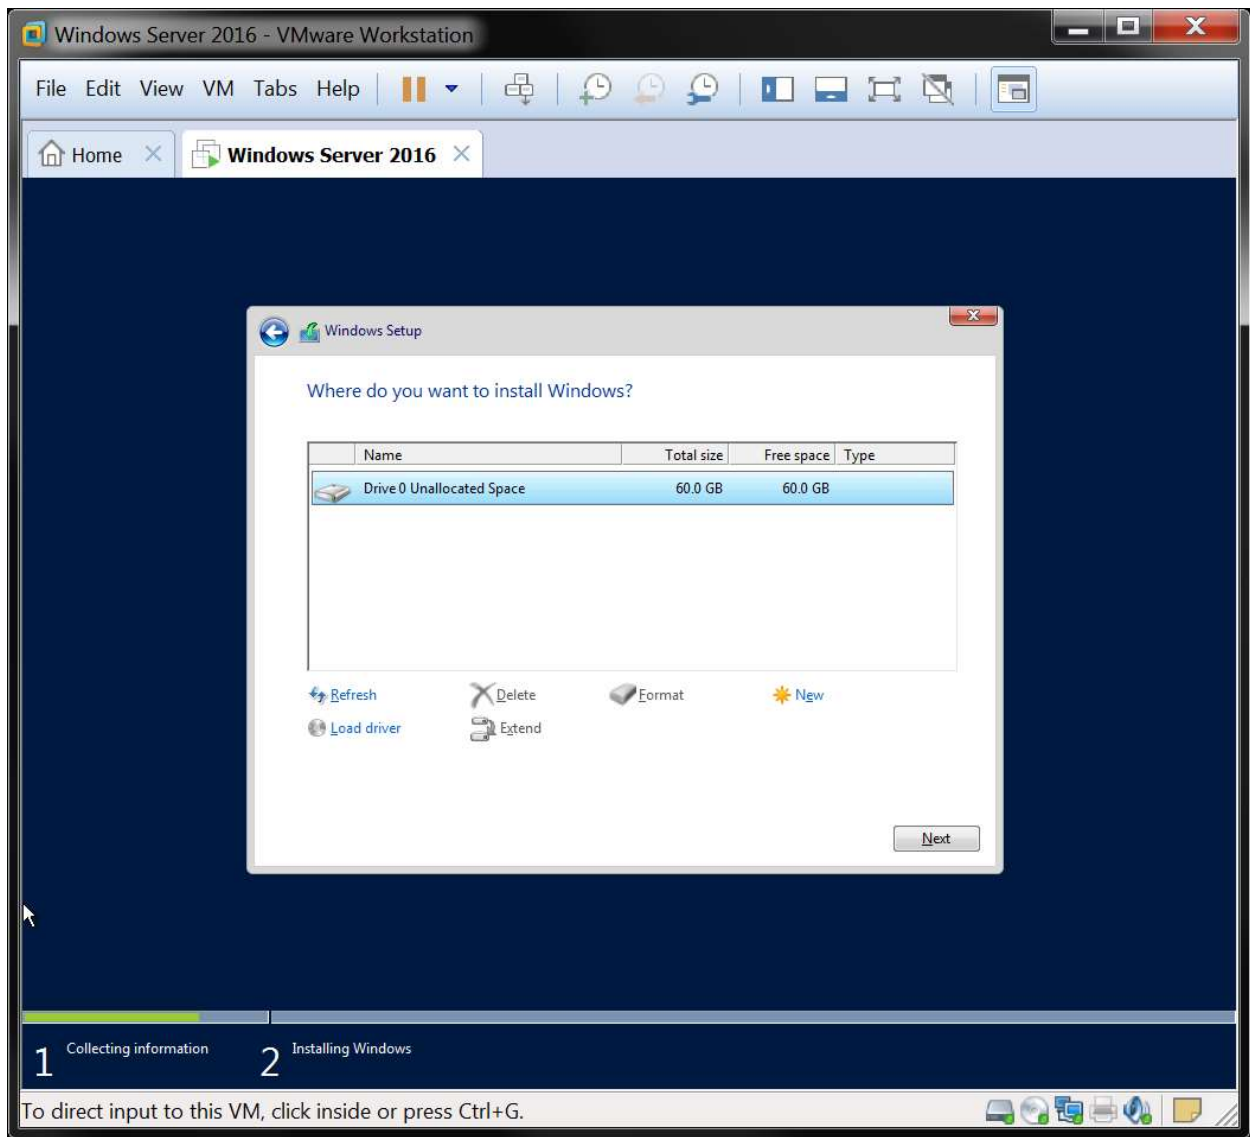 Windows Server 2016 - VMware Workstation
File Edit View VM Tabs Help
Home Windows Server 2016
Windows Setup
Where do you want to install Windows?
Name Total size Free space Type
Drive 0 Unallocated Space 60.0 GB 60.0 GB
Refresh Delete Format New
Load driver Extend
Next
1 Collecting information 2 Installing Windows
To direct input to this VM, click inside or press Ctrl+G.